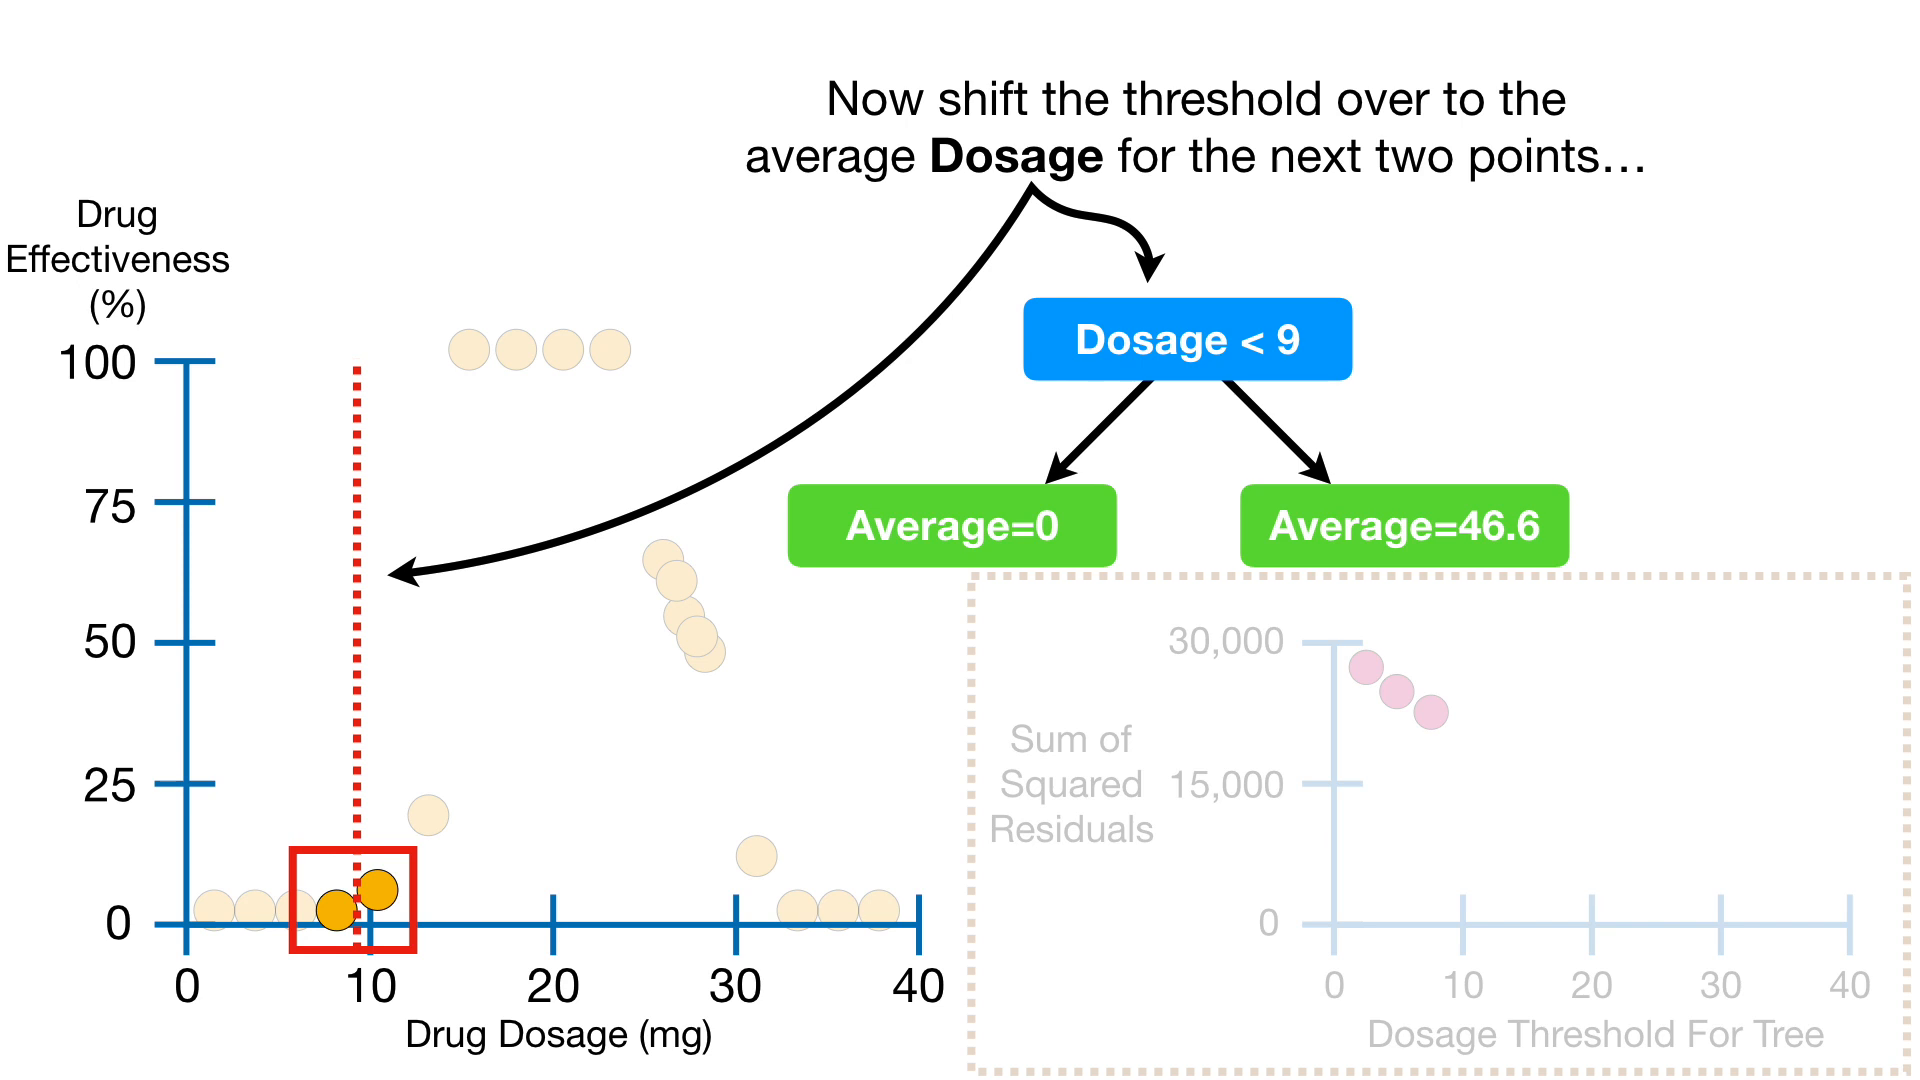 Now shift the threshold over to the
average Dosage for the next two points...
Drug
Effectiveness
(%)
100
75
50
25
0
0
10
20
30
40
Drug Dosage (mg)
Dosage < 9
Average=0
Average=46.6
30,000
15,000
0
Sum of
Squared
Residuals
0
10
20
30
40
Dosage Threshold For Tree